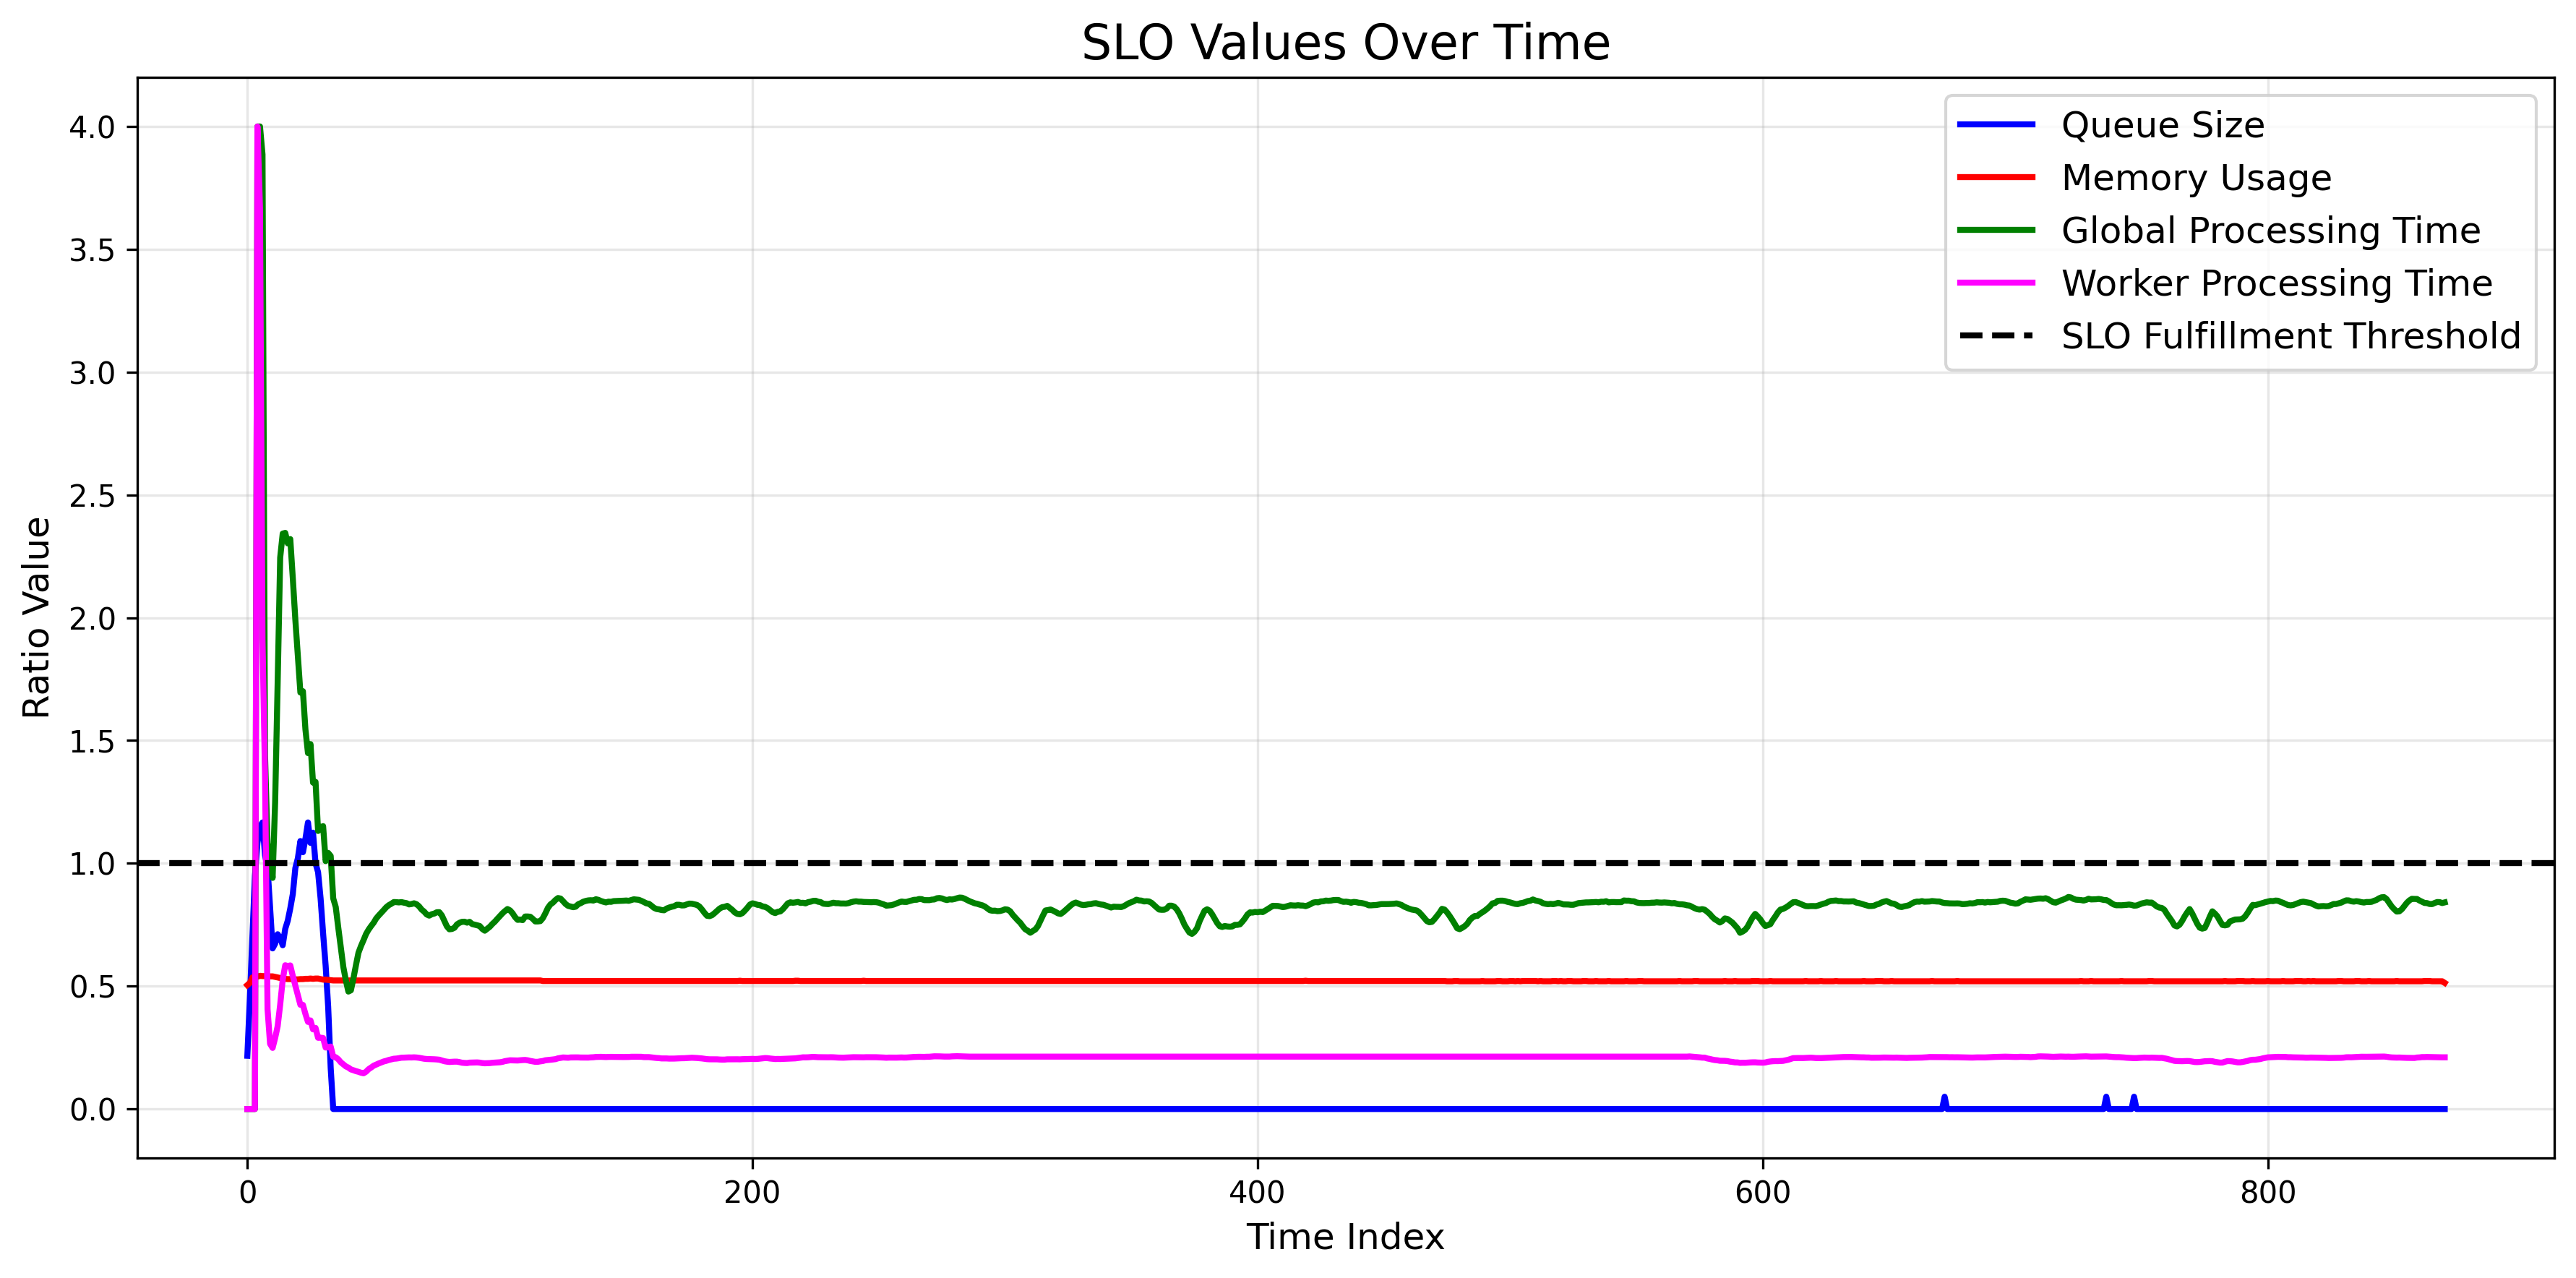 SLO Values Over Time
Ratio Value
4.0
3.5
3.0
2.5
2.0
1.5
1.0
0.5
0.0
Queue Size
Memory Usage
Global Processing Time
Worker Processing Time
SLO Fulfillment Threshold
0 200 400 600 800
Time Index